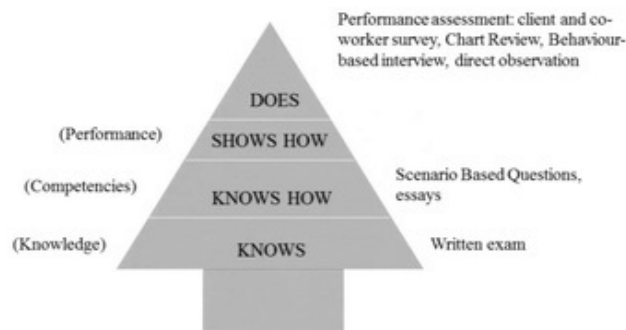 Performance assessment: client and co-
worker survey, Chart Review, Behaviour-
based interview, direct observation
DOES
(Performance)
SHOWS HOW
(Competencies)
KNOWS HOW
Scenario Based Questions,
essays
(Knowledge)
KNOWS
Written exam